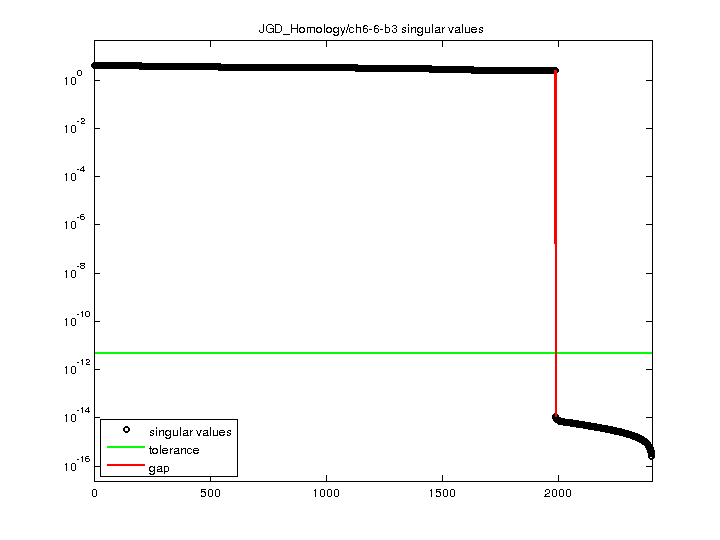 JGD_Homology/ch6-6-b3 singular values
10^0
10^-2
10^-4
10^-6
10^-8
10^-10
10^-12
10^-14
10^-16
singular values
tolerance
gap
0 500 1000 1500 2000